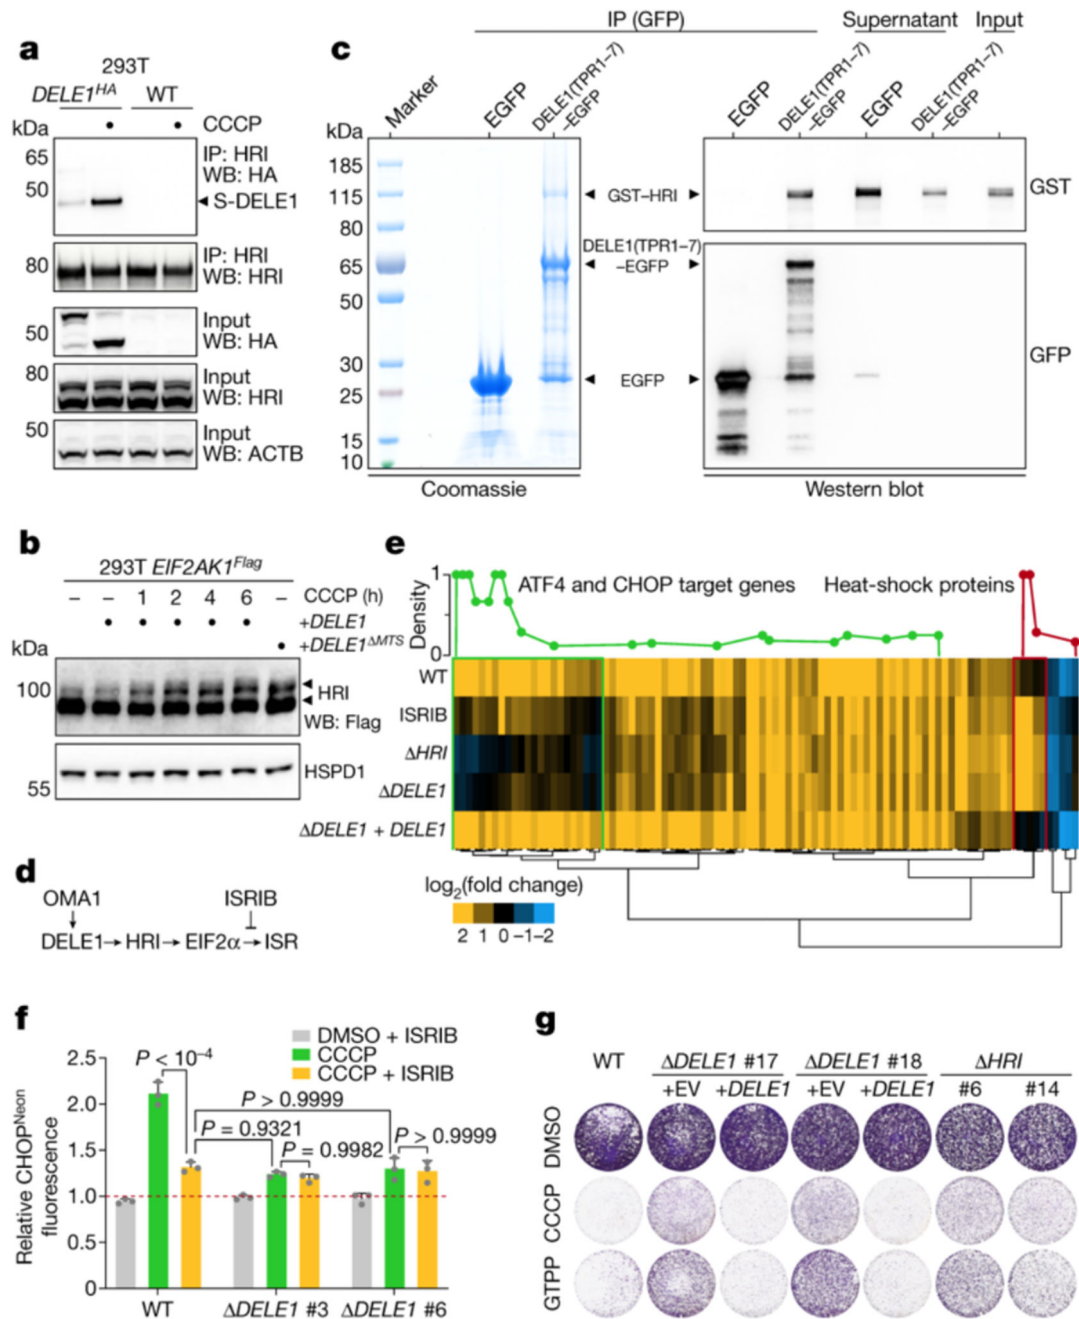 a
293T
DELE1^HA WT
kDa CCCP
65
50
IP: HRI
WB: HA
S-DELE1
80
IP: HRI
WB: HRI
50
Input
WB: HA
80
Input
WB: HRI
50
Input
WB: ACTB
c
IP (GFP) Supernatant Input
Marker
EGFP
DELE1(TPR1–7)
–EGFP
EGFP
DELE1(TPR1–7)
–EGFP
EGFP
DELE1(TPR1–7)
–EGFP
kDa
185
115
80
65
50
30
25
15
10
GST–HRI
DELE1(TPR1–7)
–EGFP
EGFP
GST
GFP
Coomassie
Western blot
b
293T EIF2AK1^Flag
– – 1 2 4 6 – CCCP (h)
+DELE1
+DELE1^ΔMTS
kDa
100
HRI
WB: Flag
55
HSPD1
d
OMA1 ISRIB
DELE1→HRI→EIF2α→ISR
e
Density
1
0
ATF4 and CHOP target genes
Heat-shock proteins
WT
ISRIB
ΔHRI
ΔDELE1
ΔDELE1 + DELE1
log₂(fold change)
2 1 0 –1 –2
f
DMSO + ISRIB
CCCP
CCCP + ISRIB
Relative CHOP^Neon
fluorescence
2.5
2.0
1.5
1.0
0.5
0
P < 10⁻⁴
P > 0.9999
P = 0.9321
P = 0.9982
P > 0.9999
WT ΔDELE1 #3 ΔDELE1 #6
g
WT ΔDELE1 #17 ΔDELE1 #18 ΔHRI
+EV +DELE1 +EV +DELE1 #6 #14
DMSO
CCCP
GTPP